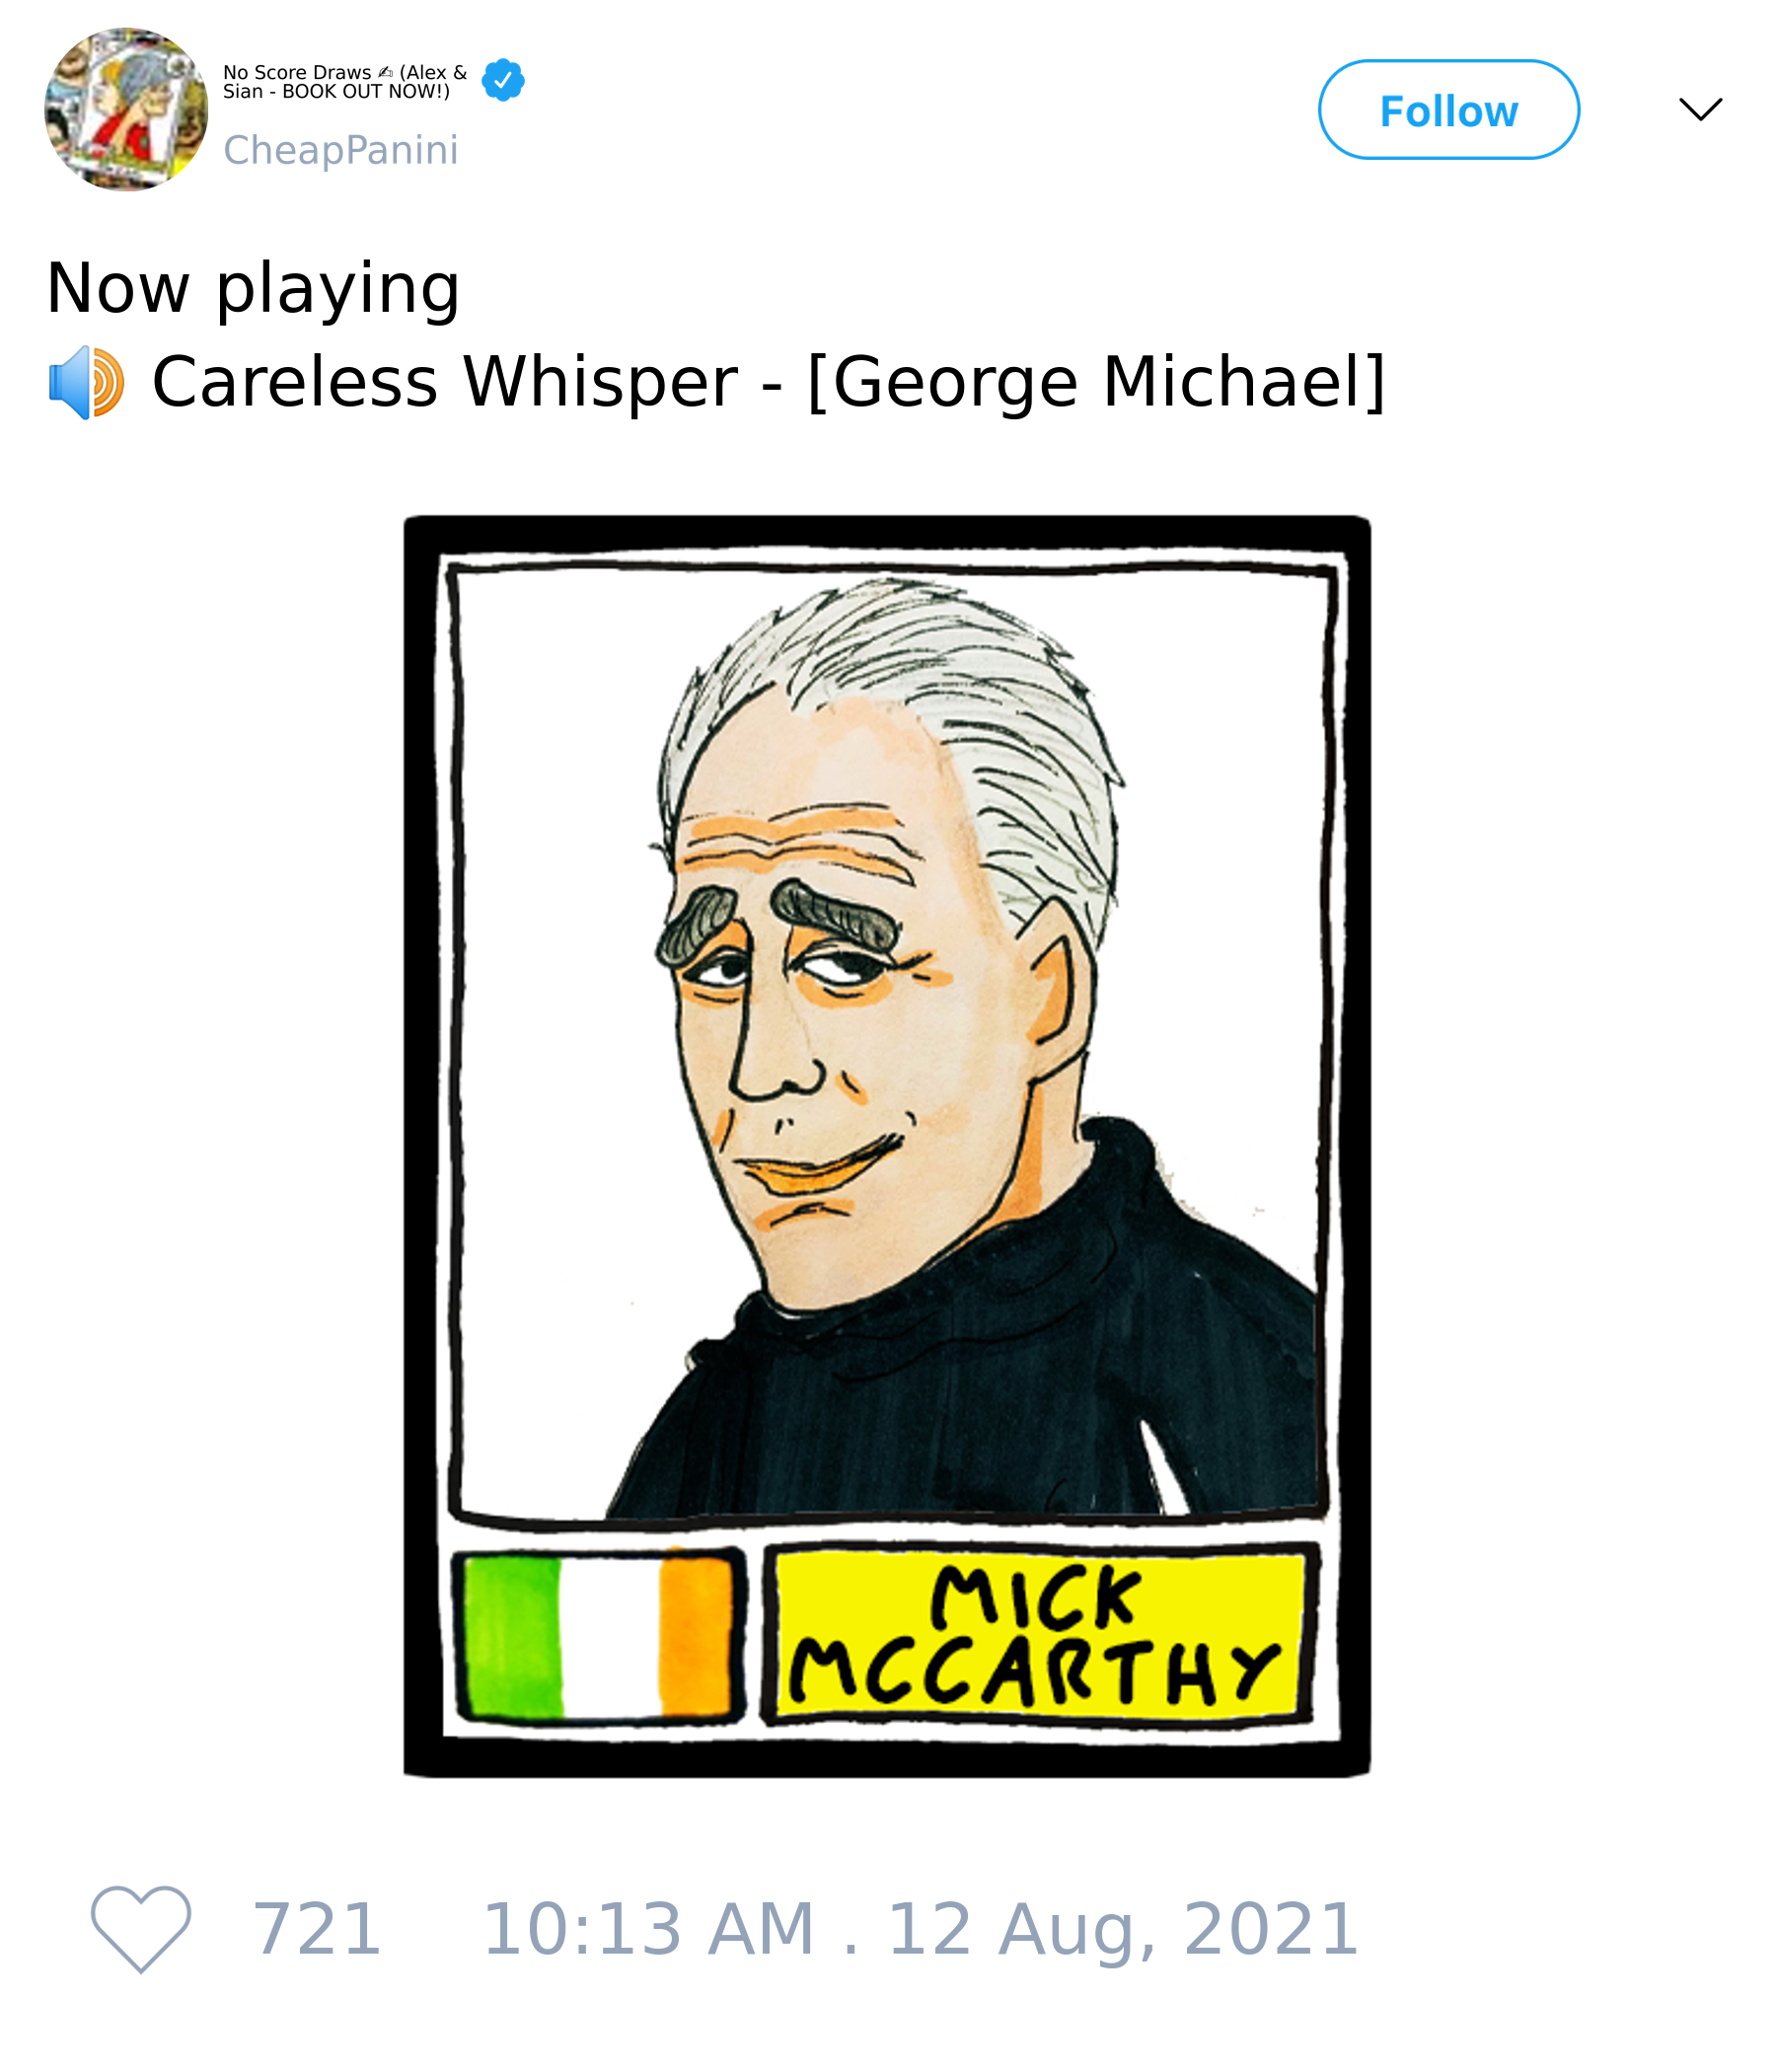 No Score Draws ✍ (Alex &
Sian - BOOK OUT NOW!)
CheapPanini
Follow
Now playing
🔊 Careless Whisper - [George Michael]
MICK
MCCARTHY
721 10:13 AM . 12 Aug, 2021